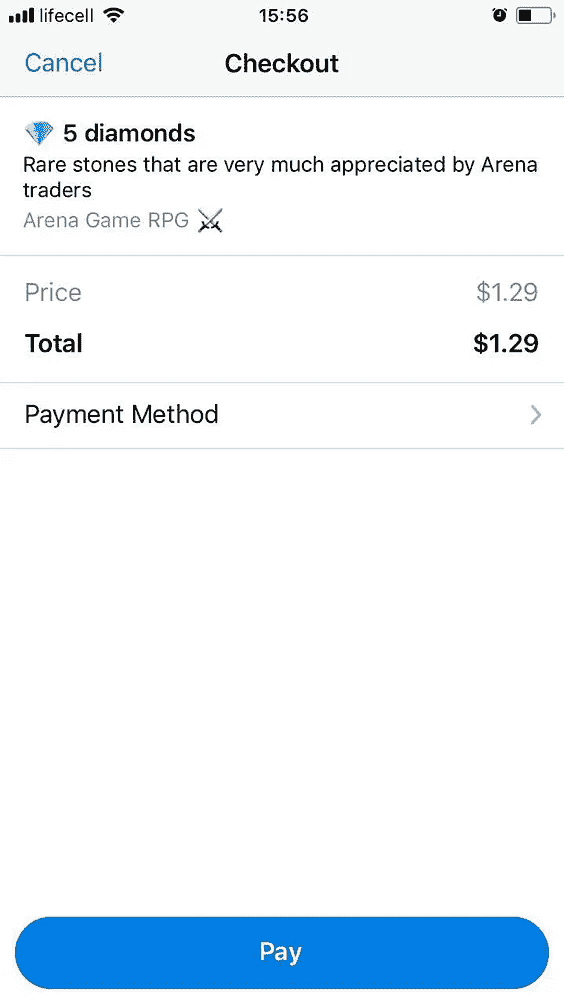 lifecell 15:56
Cancel Checkout
5 diamonds
Rare stones that are very much appreciated by Arena
traders
Arena Game RPG
Price $1.29
Total $1.29
Payment Method
Pay